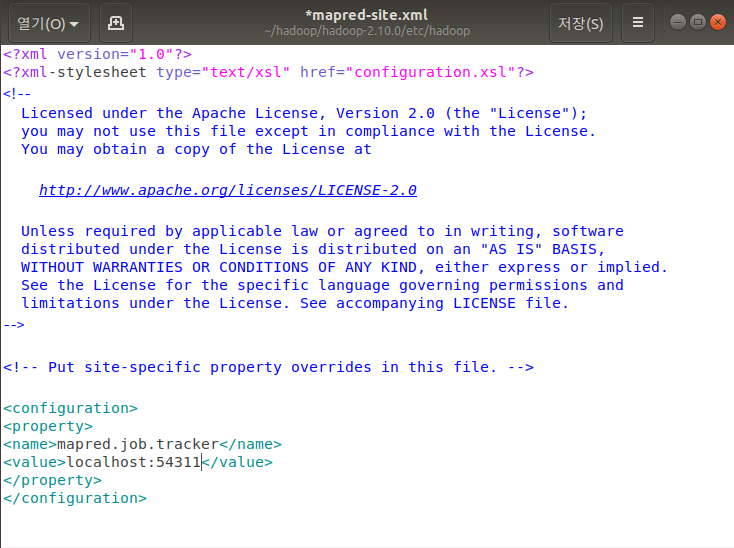 열기(O)
*mapred-site.xml
~/hadoop/hadoop-2.10.0/etc/hadoop
저장(S)
<?xml version="1.0"?>
<?xml-stylesheet type="text/xsl" href="configuration.xsl"?>
<!--
  Licensed under the Apache License, Version 2.0 (the "License");
  you may not use this file except in compliance with the License.
  You may obtain a copy of the License at
    http://www.apache.org/licenses/LICENSE-2.0
  Unless required by applicable law or agreed to in writing, software
  distributed under the License is distributed on an "AS IS" BASIS,
  WITHOUT WARRANTIES OR CONDITIONS OF ANY KIND, either express or implied.
  See the License for the specific language governing permissions and
  limitations under the License. See accompanying LICENSE file.
-->
<!-- Put site-specific property overrides in this file. -->
<configuration>
<property>
<name>mapred.job.tracker</name>
<value>localhost:54311</value>
</property>
</configuration>